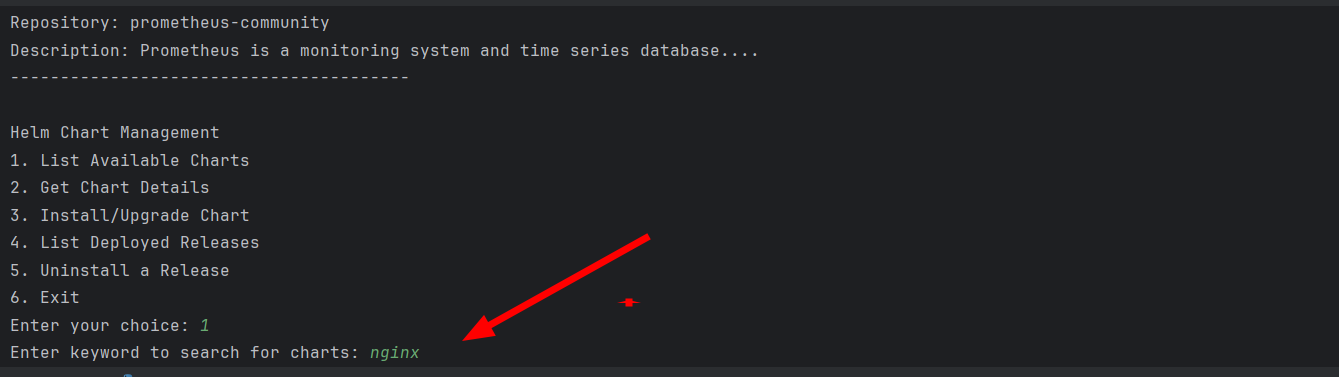 Repository: prometheus-community
Description: Prometheus is a monitoring system and time series database....
----------------------------------------
Helm Chart Management
1. List Available Charts
2. Get Chart Details
3. Install/Upgrade Chart
4. List Deployed Releases
5. Uninstall a Release
6. Exit
Enter your choice: 1
Enter keyword to search for charts: nginx